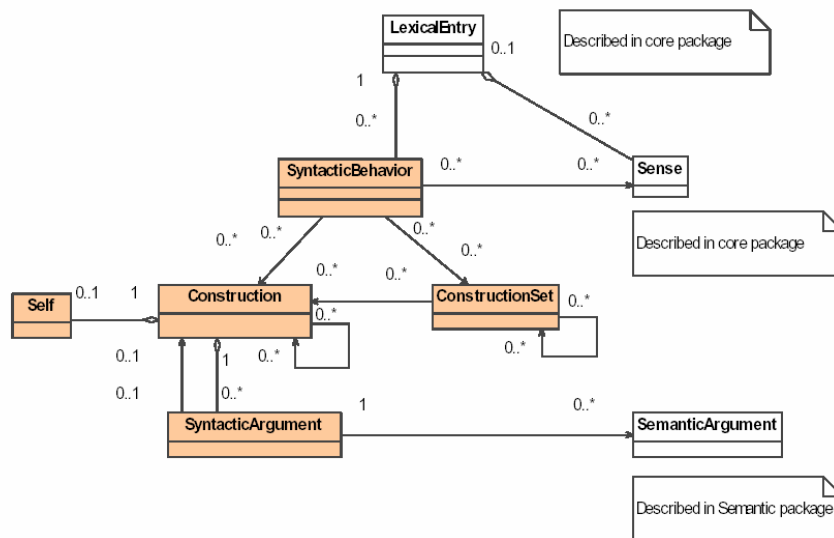 LexicalEntry
0..1
Described in core package
1
0..*
0..*
SyntacticBehavior
0..*
0..*
Sense
Described in core package
0..*
0..*
0..*
0..*
0..*
0..*
Self
0..1
1
Construction
ConstructionSet
0..*
0..*
0..*
0..*
0..1
1
0..1
0..*
SyntacticArgument
1
0..*
SemanticArgument
Described in Semantic package